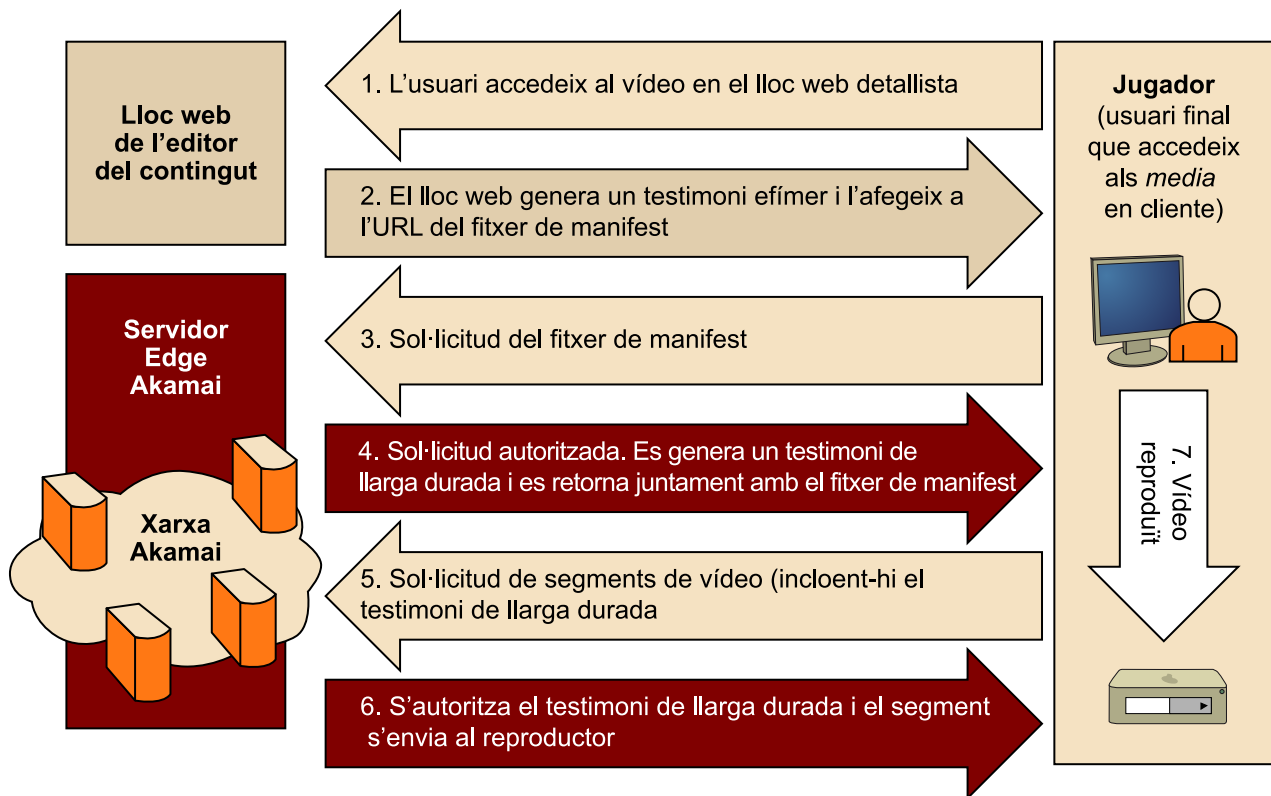 Lloc web
de l'editor
del contingut
1. L'usuari accedeix al vídeo en el lloc web detallista
Jugador
(usuari final
que accedeix
als media
en cliente)
2. El lloc web genera un testimoni efímer i l'afegeix a
l'URL del fitxer de manifest
Servidor
Edge
Akamai
3. Sol·licitud del fitxer de manifest
4. Sol·licitud autoritzada. Es genera un testimoni de
llarga durada i es retorna juntament amb el fitxer de manifest
Xarxa
Akamai
5. Sol·licitud de segments de vídeo (incloent-hi el
testimoni de llarga durada
6. S'autoritza el testimoni de llarga durada i el segment
s'envia al reproductor
7. Vídeo
reproduït